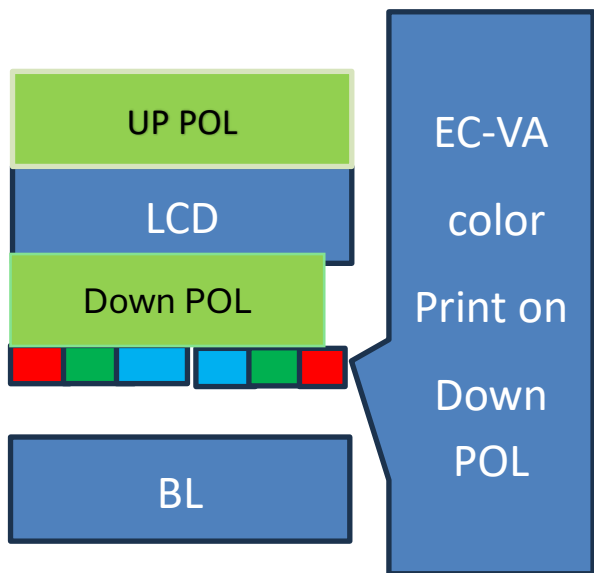 UP POL
LCD
Down POL
BL
EC-VA
color
Print on
Down
POL